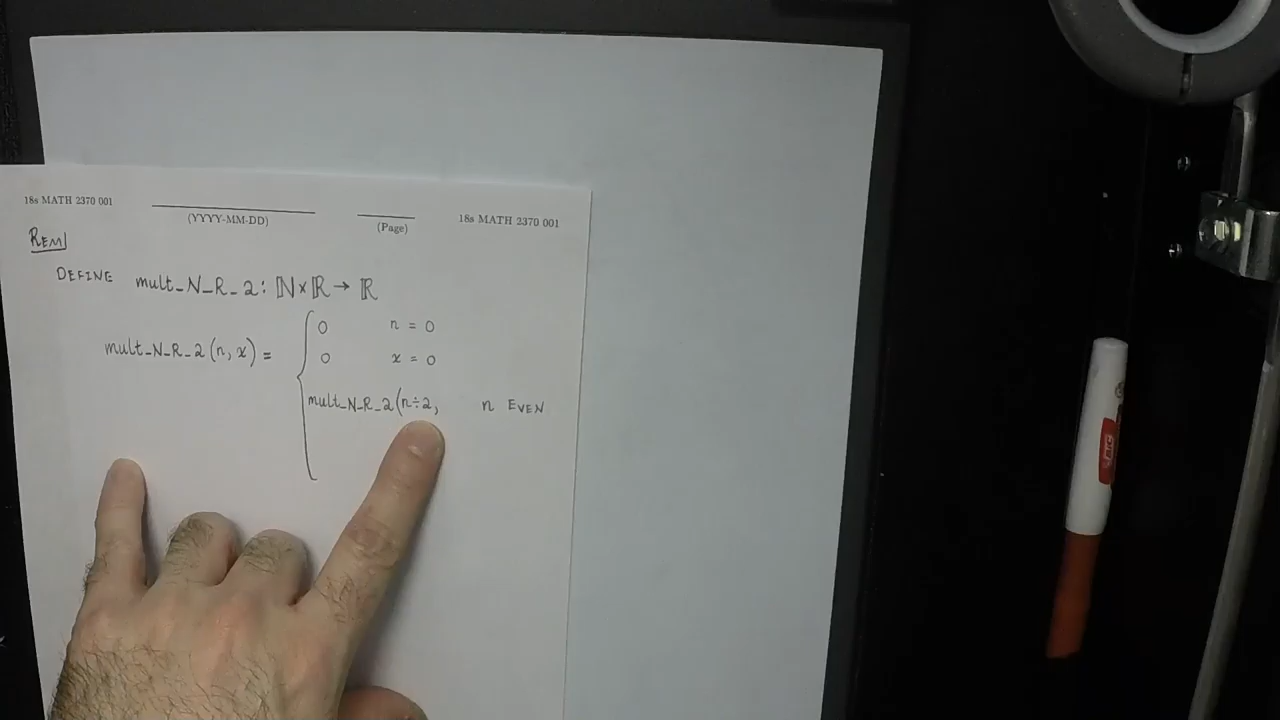 18s MATH 2370 001 (YYYY-MM-DD) (Page) 18s MATH 2370 001
REM
DEFINE mult_N_R_2: ℕ×ℝ → ℝ
mult_N_R_2(n, x) =
0 n = 0
0 x = 0
mult_N_R_2(n÷2, n EVEN
BIC